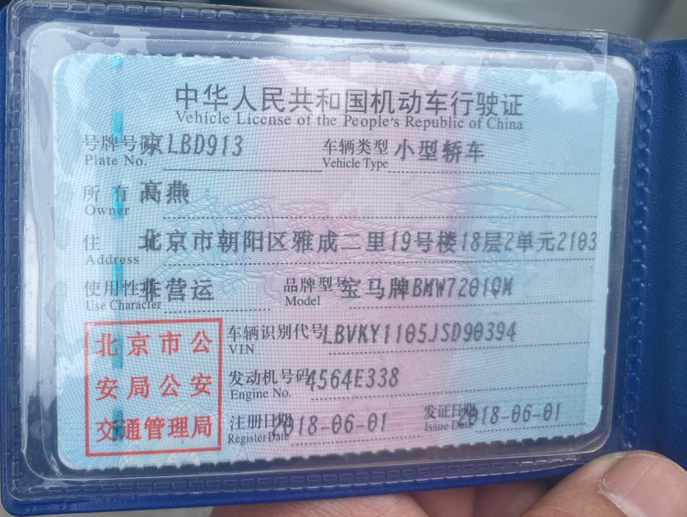 中华人民共和国机动车行驶证
Vehicle License of the People's Republic of China
号牌号码 京LBD913 车辆类型 小型轿车
Plate No. Vehicle Type
所有人 高燕
Owner
住址 北京市朝阳区雅成二里19号楼18层2单元2103
Address
使用性质 非营运 品牌型号 宝马牌BMW7201QM
Use Character Model
北京市公安局公安交通管理局
车辆识别代号 LBVKY1105JSD90394
VIN
发动机号码 4564E338
Engine No.
注册日期 2018-06-01 发证日期 2018-06-01
Register Date Issue Date